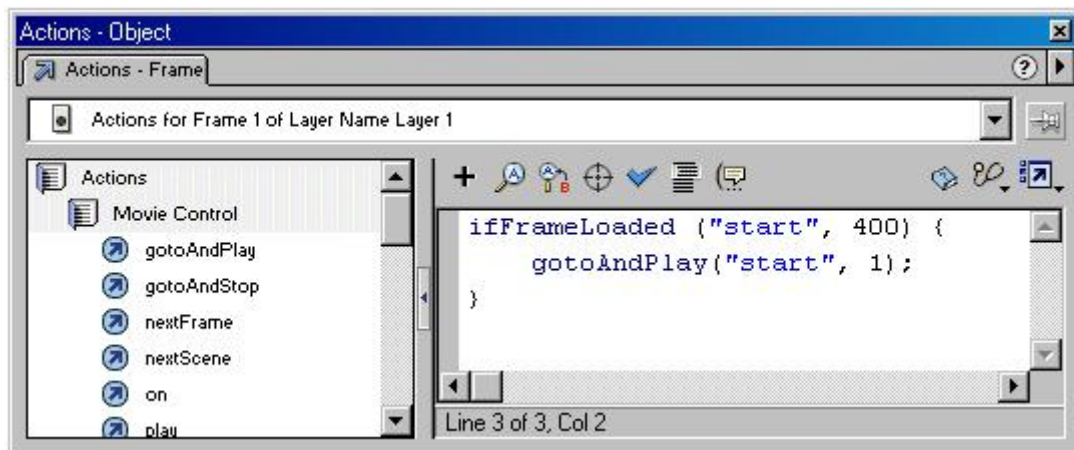 Actions - Object
Actions - Frame
?
Actions for Frame 1 of Layer Name Layer 1
Actions
Movie Control
gotoAndPlay
gotoAndStop
nextFrame
nextScene
on
play
ifFrameLoaded ("start", 400) {
gotoAndPlay("start", 1);
}
Line 3 of 3, Col 2